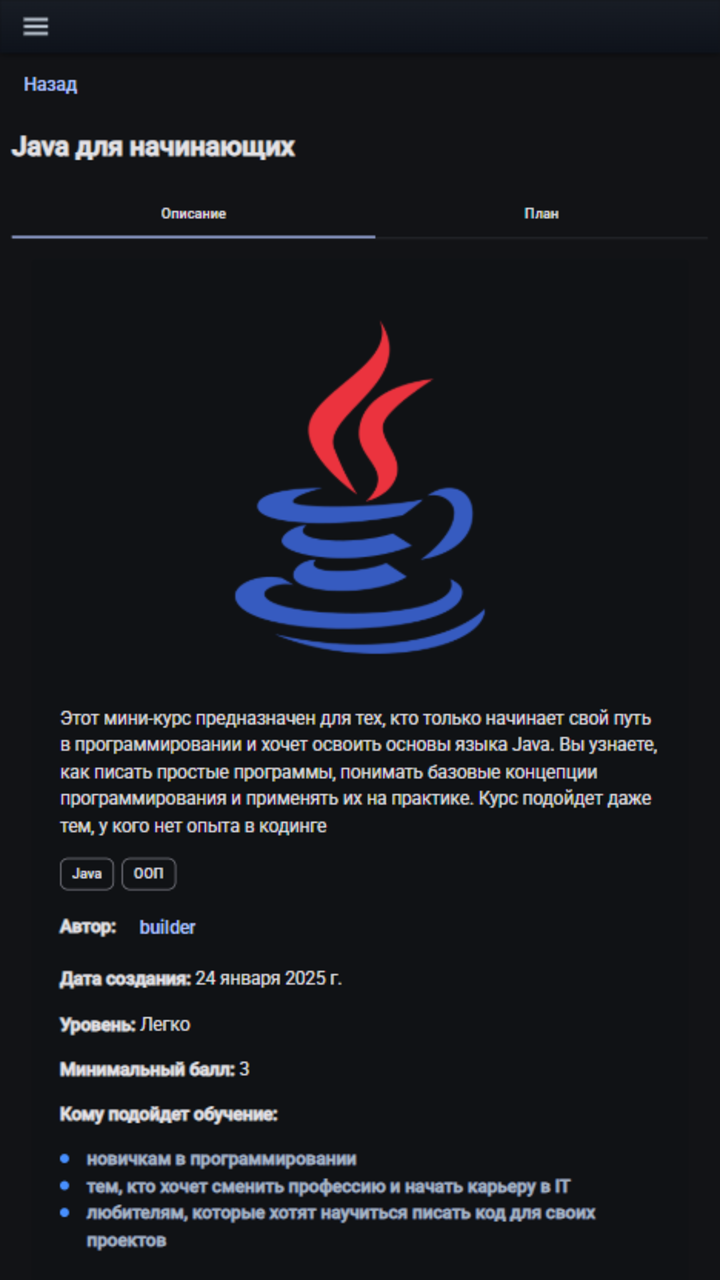 Назад
Java для начинающих
Описание
План
Этот мини-курс предназначен для тех, кто только начинает свой путь
в программировании и хочет освоить основы языка Java. Вы узнаете,
как писать простые программы, понимать базовые концепции
программирования и применять их на практике. Курс подойдет даже
тем, у кого нет опыта в кодинге
Java ООП
Автор: builder
Дата создания: 24 января 2025 г.
Уровень: Легко
Минимальный балл: 3
Кому подойдет обучение:
новичкам в программировании
тем, кто хочет сменить профессию и начать карьеру в IT
любителям, которые хотят научиться писать код для своих
проектов